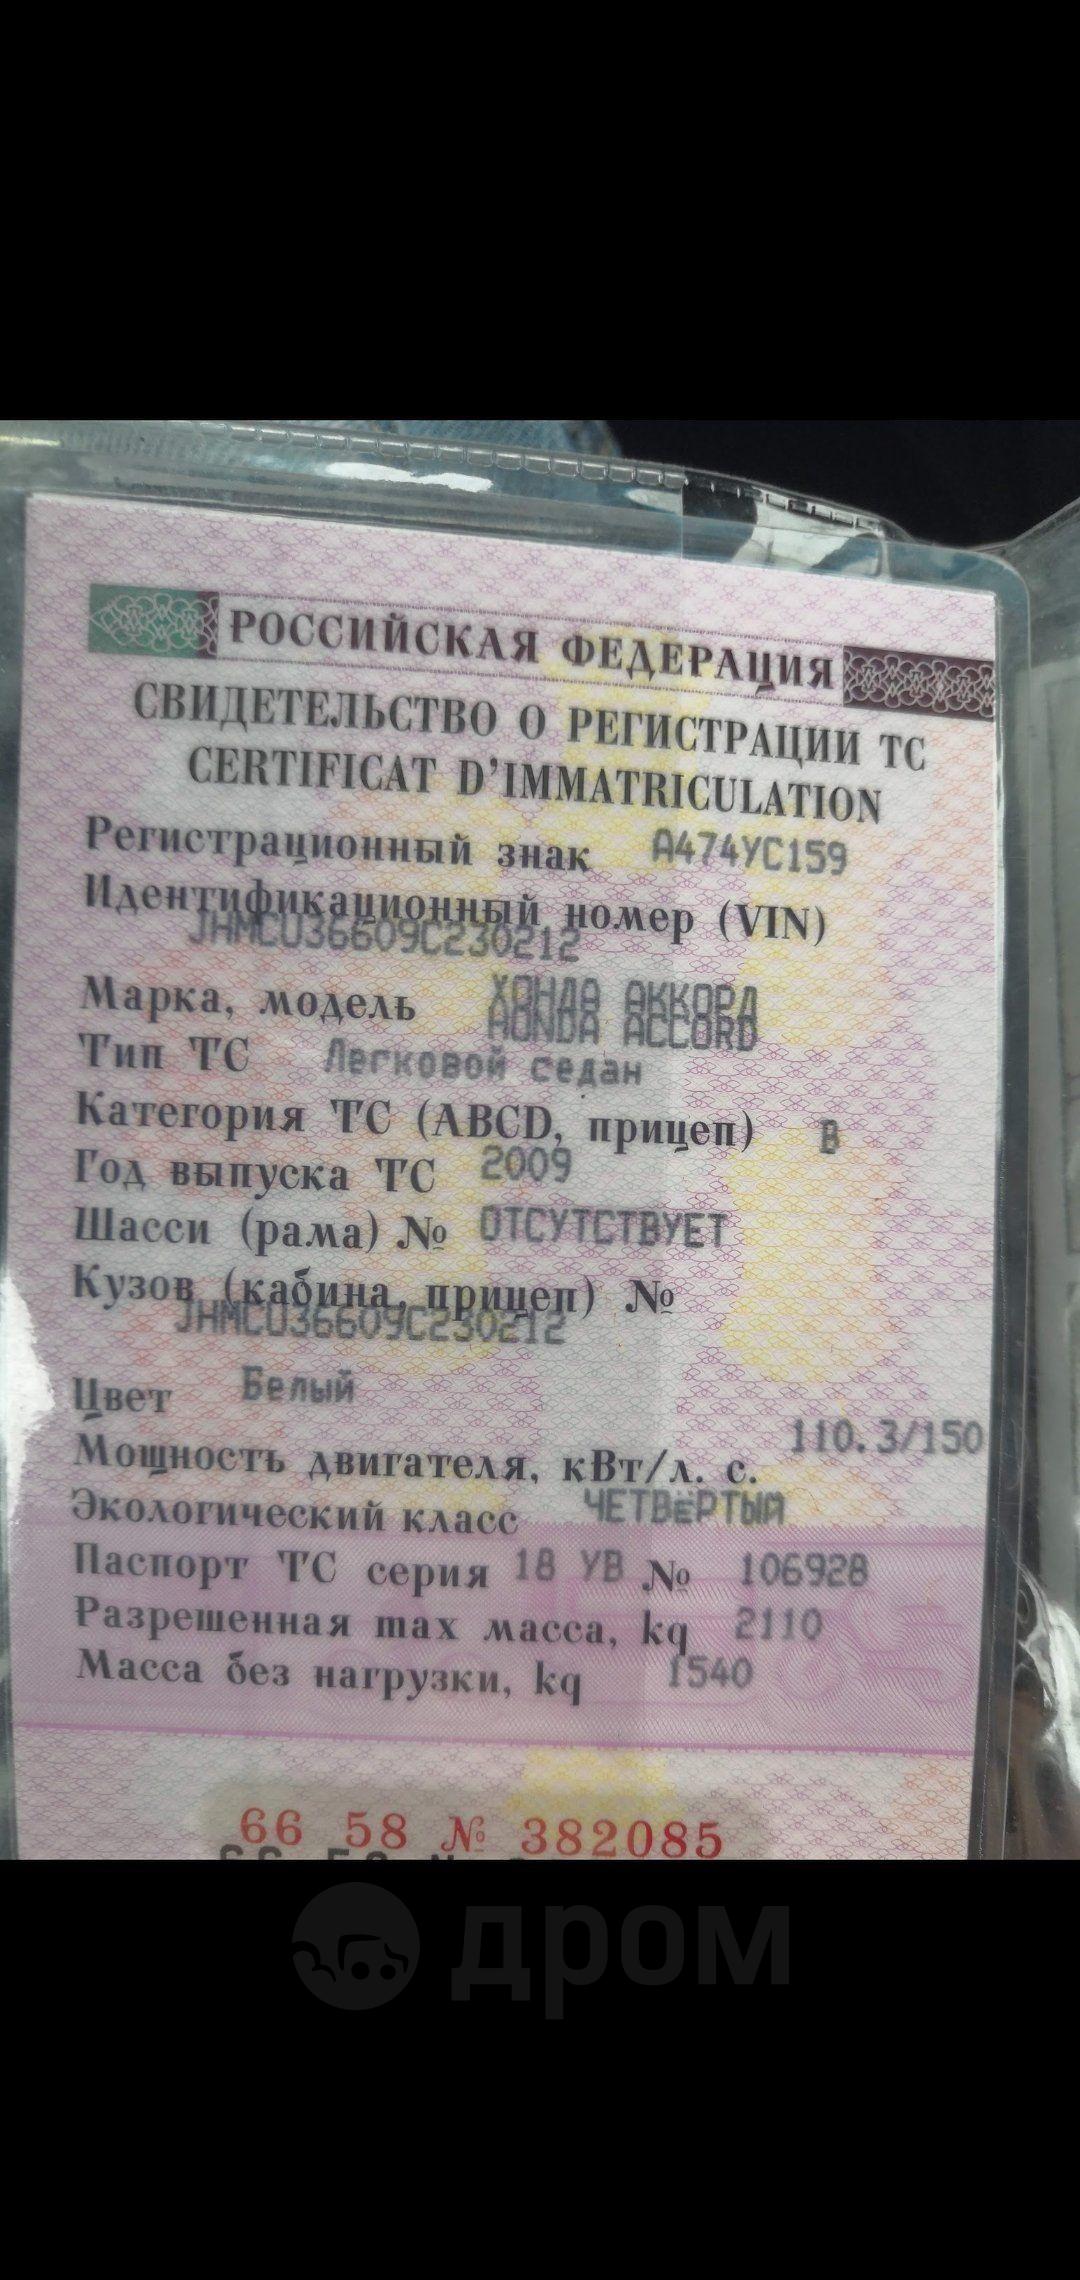 РОССИЙСКАЯ ФЕДЕРАЦИЯ
СВИДЕТЕЛЬСТВО О РЕГИСТРАЦИИ ТС
CERTIFICAT D'IMMATRICULATION
Регистрационный знак А474УС159
Идентификационный номер (VIN)
JHMCU36609C230212
Марка, модель ХОНДА АККОРД
HONDA ACCORD
Тип ТС Легковой седан
Категория ТС (ABCD, прицеп) B
Год выпуска ТС 2009
Шасси (рама) № ОТСУТСТВУЕТ
Кузов (кабина, прицеп) №
JHMCU36609C230212
Цвет Белый
Мощность двигателя, кВт/л. с. 110.3/150
Экологический класс ЧЕТВЁРТЫЙ
Паспорт ТС серия 18 УВ № 106928
Разрешенная max масса, kg 2110
Масса без нагрузки, kg 1540
66 58 № 382085
дром